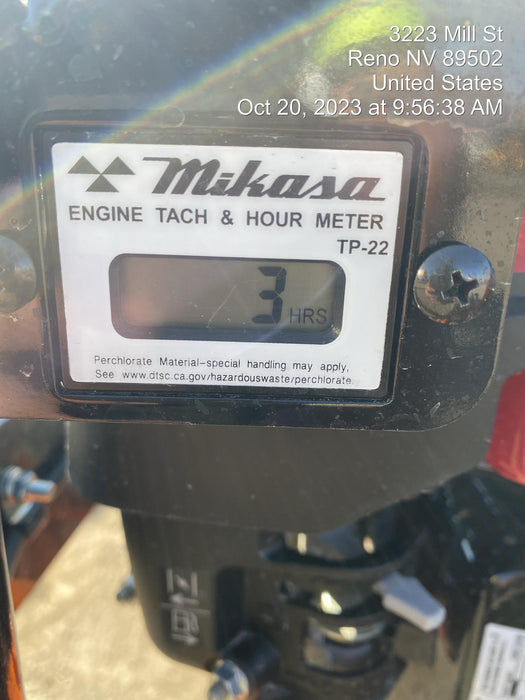 3223 Mill St
Reno NV 89502
United States
Oct 20, 2023 at 9:56:38 AM
Mikasa
ENGINE TACH & HOUR METER
TP-22
3 HRS
Perchlorate Material-special handling may apply,
See www.dtsc.ca.gov/hazardouswaste/perchlorate.